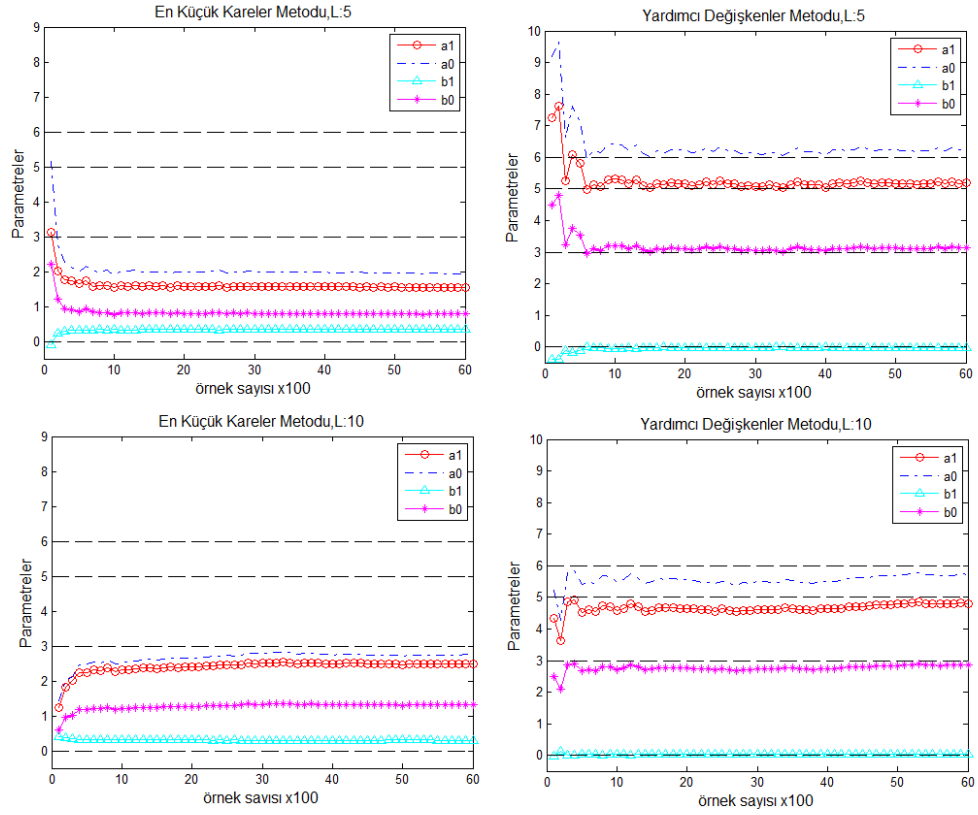 En Küçük Kareler Metodu,L:5
9
8
7
6
5
4
3
2
1
0
Parametreler
a1
a0
b1
b0
0 10 20 30 40 50 60
örnek sayısı x100
Yardımcı Değişkenler Metodu,L:5
10
9
8
7
6
5
4
3
2
1
0
Parametreler
a1
a0
b1
b0
0 10 20 30 40 50 60
örnek sayısı x100
En Küçük Kareler Metodu,L:10
9
8
7
6
5
4
3
2
1
0
Parametreler
a1
a0
b1
b0
0 10 20 30 40 50 60
örnek sayısı x100
Yardımcı Değişkenler Metodu,L:10
10
9
8
7
6
5
4
3
2
1
0
Parametreler
a1
a0
b1
b0
0 10 20 30 40 50 60
örnek sayısı x100